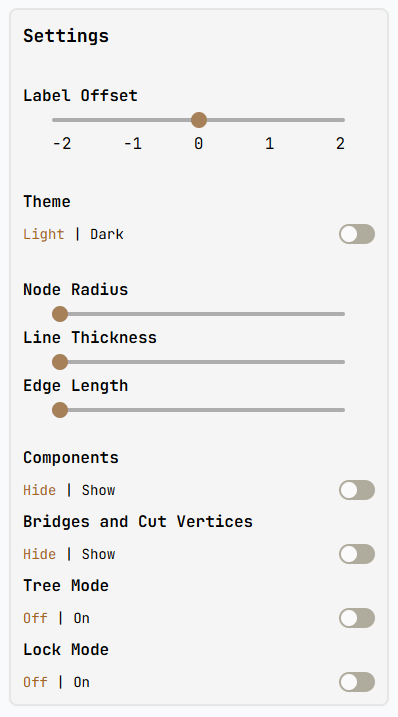 Settings
Label Offset
-2 -1 0 1 2
Theme
Light | Dark
Node Radius
Line Thickness
Edge Length
Components
Hide | Show
Bridges and Cut Vertices
Hide | Show
Tree Mode
Off | On
Lock Mode
Off | On